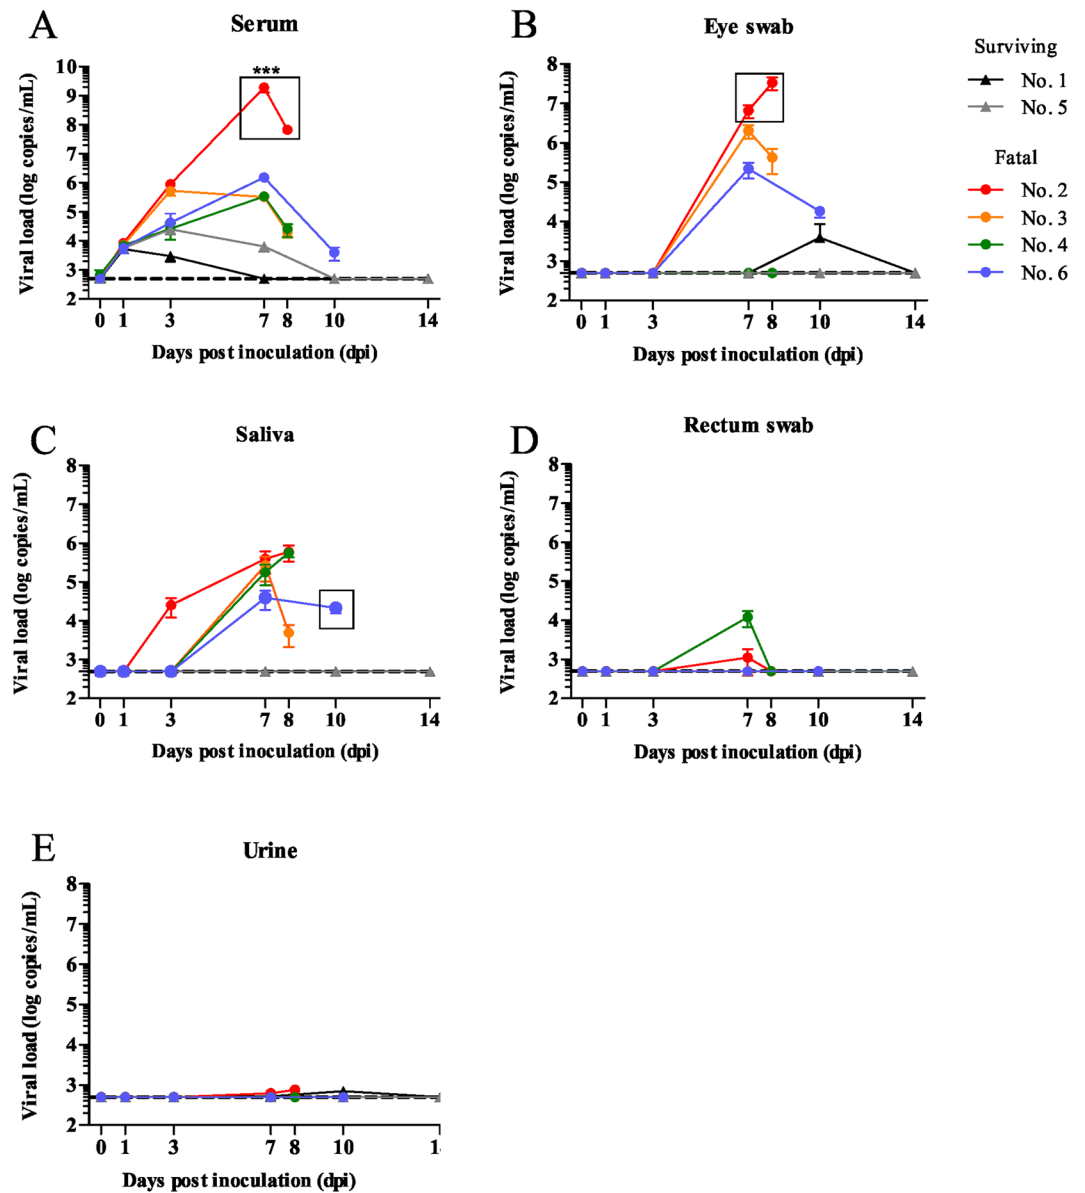 A
Serum
Viral load (log copies/mL)
10
9
8
7
6
5
4
3
2
***
0 1 3 7 8 10 14
Days post inoculation (dpi)
B
Eye swab
Viral load (log copies/mL)
8
7
6
5
4
3
2
0 1 3 7 8 10 14
Days post inoculation (dpi)
Surviving
No. 1
No. 5
Fatal
No. 2
No. 3
No. 4
No. 6
C
Saliva
Viral load (log copies/mL)
8
7
6
5
4
3
2
0 1 3 7 8 10 14
Days post inoculation (dpi)
D
Rectum swab
Viral load (log copies/mL)
8
7
6
5
4
3
2
0 1 3 7 8 10 14
Days post inoculation (dpi)
E
Urine
Viral load (log copies/mL)
8
7
6
5
4
3
2
0 1 3 7 8 10 1
Days post inoculation (dpi)